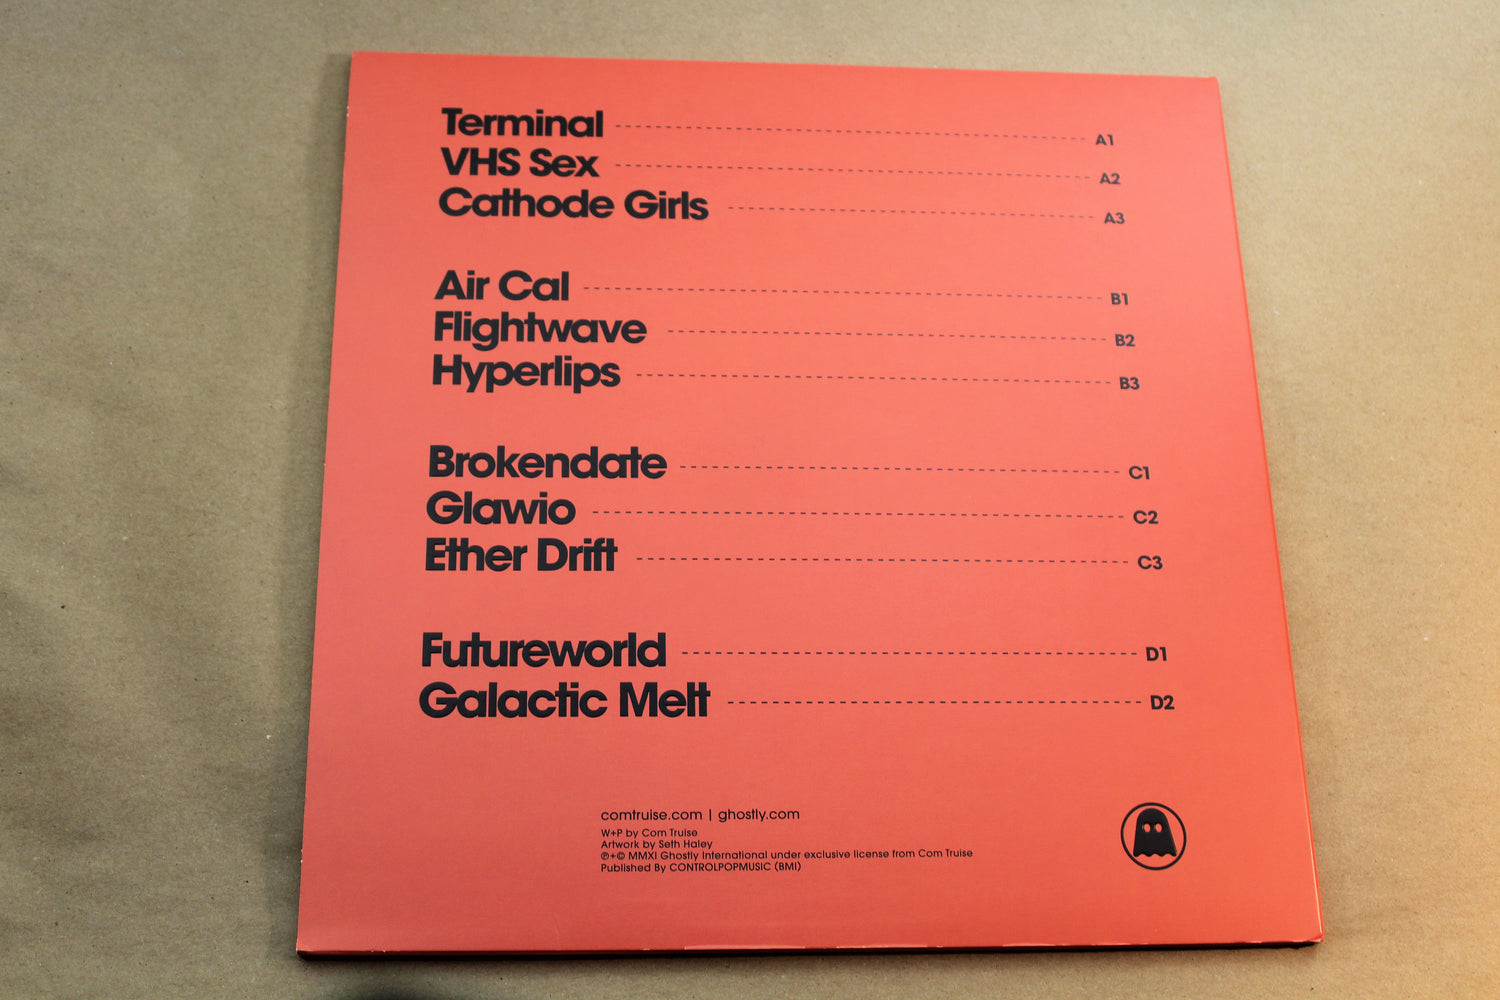 Terminal A1
VHS Sex A2
Cathode Girls A3
Air Cal B1
Flightwave B2
Hyperlips B3
Brokendate C1
Glawio C2
Ether Drift C3
Futureworld D1
Galactic Melt D2
comtruise.com | ghostly.com
W+P by Com Truise
Artwork by Seth Haley
℗+© MMXI Ghostly International under exclusive license from Com Truise
Published By CONTROLPOPMUSIC (BMI)